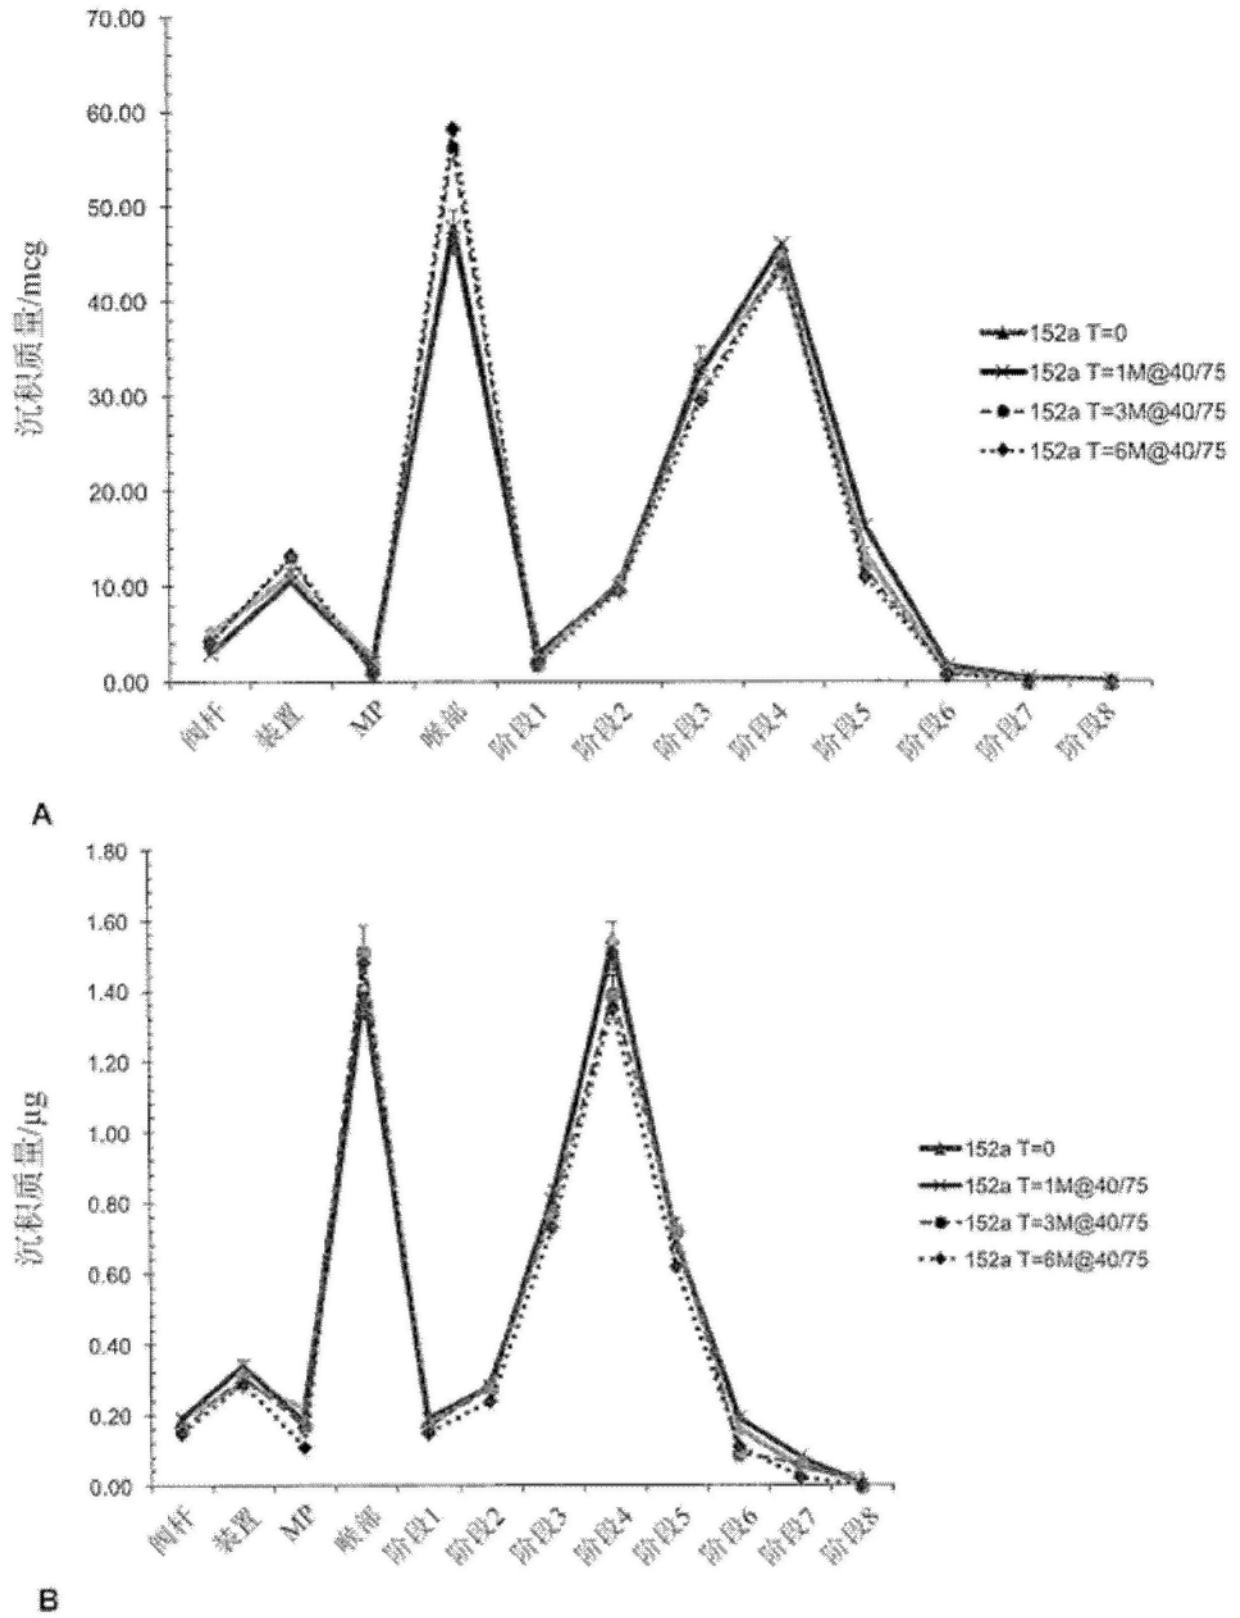 70.00
60.00
50.00
40.00
30.00
20.00
10.00
0.00
沉积质量/mcg
阀杆
装置
MP
喉部
阶段1
阶段2
阶段3
阶段4
阶段5
阶段6
阶段7
阶段8
152a T=0
152a T=1M@40/75
152a T=3M@40/75
152a T=6M@40/75
A
1.80
1.60
1.40
1.20
1.00
0.80
0.60
0.40
0.20
0.00
沉积质量/µg
阀杆
装置
MP
喉部
阶段1
阶段2
阶段3
阶段4
阶段5
阶段6
阶段7
阶段8
152a T=0
152a T=1M@40/75
152a T=3M@40/75
152a T=6M@40/75
B